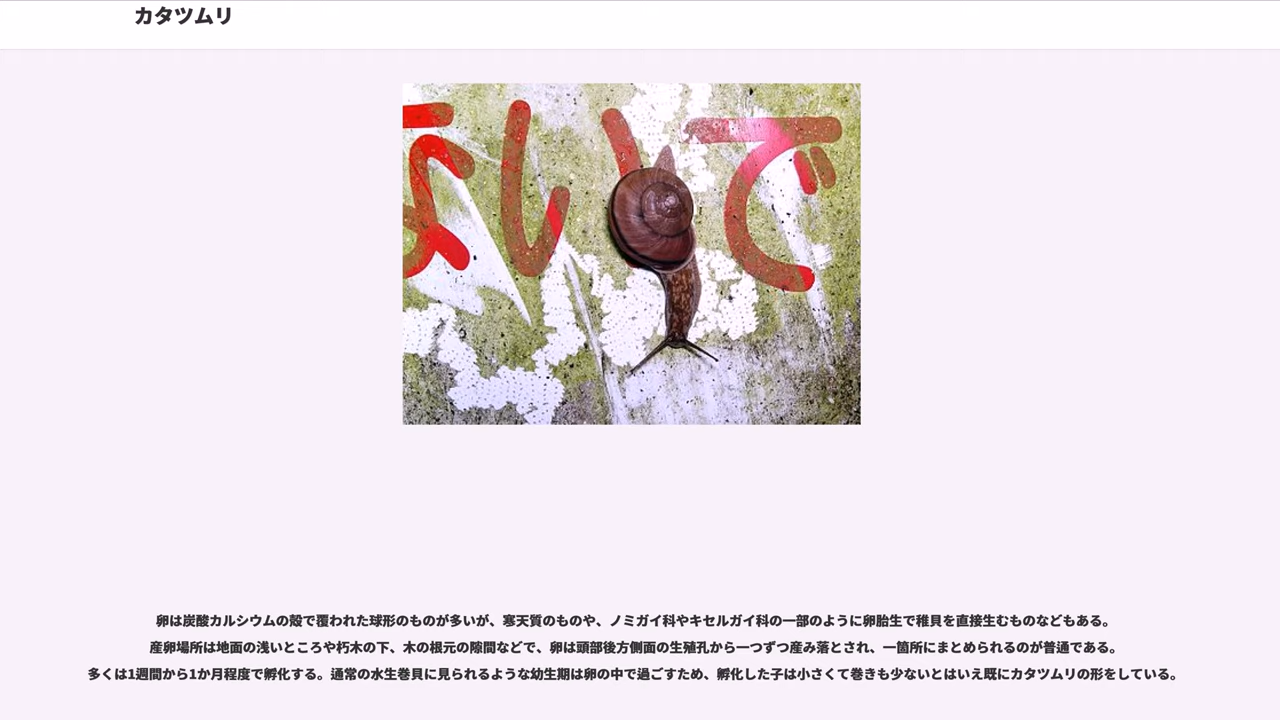 カタツムリ
よしいで
卵は炭酸カルシウムの殻で覆われた球形のものが多いが、寒天質のものや、ノミガイ科やキセルガイ科の一部のように卵胎生で稚貝を直接生むものなどもある。
産卵場所は地面の浅いところや朽木の下、木の根元の隙間などで、卵は頭部後方側面の生殖孔から一つずつ産み落とされ、一箇所にまとめられるのが普通である。
多くは1週間から1か月程度で孵化する。通常の水生巻貝に見られるような幼生期は卵の中で過ごすため、孵化した子は小さくて巻きも少ないとはいえ既にカタツムリの形をしている。